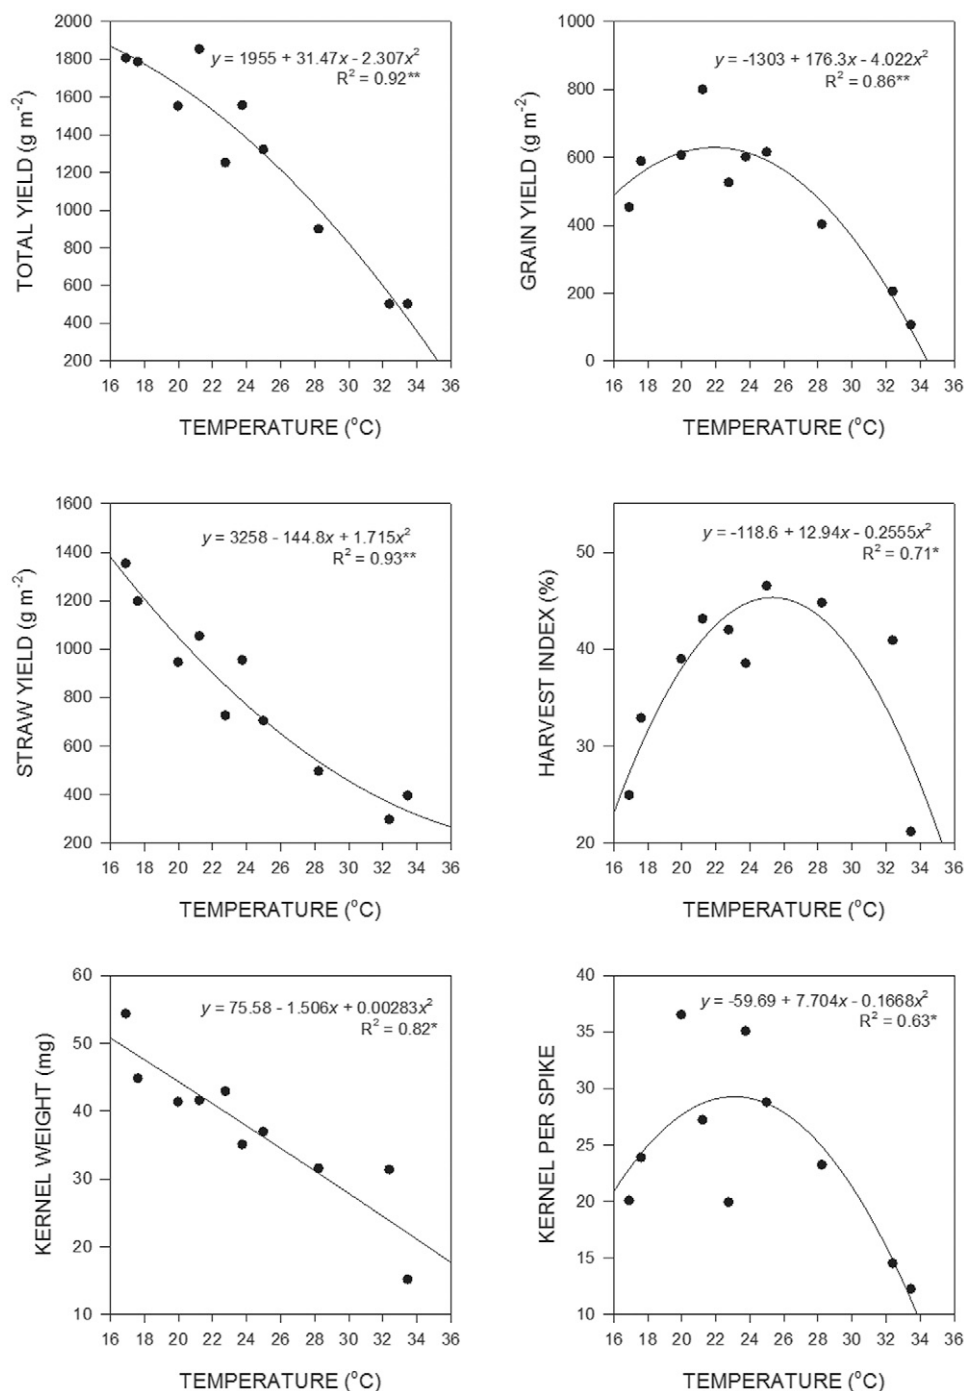 y = 1955 + 31.47x - 2.307x²
R² = 0.92**
2000
1800
1600
1400
1200
1000
800
600
400
200
TOTAL YIELD (g m⁻²)
16 18 20 22 24 26 28 30 32 34 36
TEMPERATURE (°C)
y = -1303 + 176.3x - 4.022x²
R² = 0.86**
1000
800
600
400
200
0
GRAIN YIELD (g m⁻²)
16 18 20 22 24 26 28 30 32 34 36
TEMPERATURE (°C)
y = 3258 - 144.8x + 1.715x²
R² = 0.93**
1600
1400
1200
1000
800
600
400
200
STRAW YIELD (g m⁻²)
16 18 20 22 24 26 28 30 32 34 36
TEMPERATURE (°C)
y = -118.6 + 12.94x - 0.2555x²
R² = 0.71*
50
40
30
20
HARVEST INDEX (%)
16 18 20 22 24 26 28 30 32 34 36
TEMPERATURE (°C)
y = 75.58 - 1.506x + 0.00283x²
R² = 0.82*
60
50
40
30
20
10
KERNEL WEIGHT (mg)
16 18 20 22 24 26 28 30 32 34 36
TEMPERATURE (°C)
y = -59.69 + 7.704x - 0.1668x²
R² = 0.63*
40
35
30
25
20
15
10
KERNEL PER SPIKE
16 18 20 22 24 26 28 30 32 34 36
TEMPERATURE (°C)